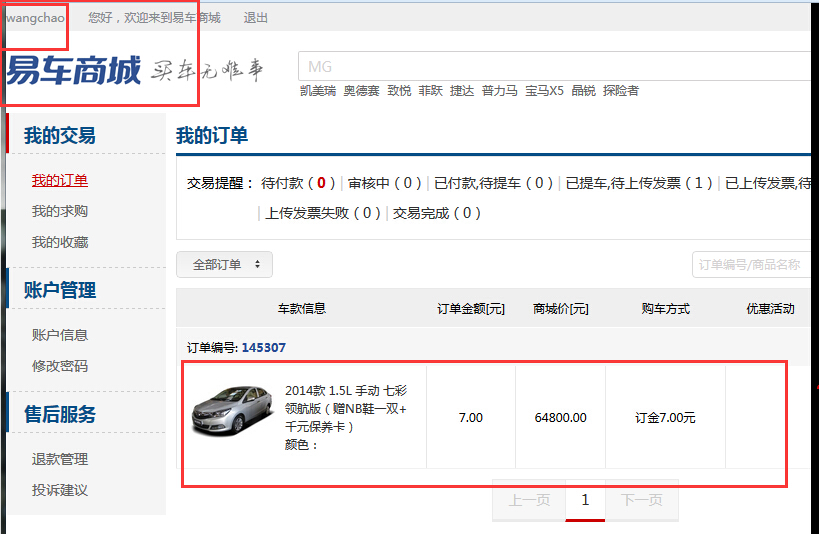 wangchao 您好，欢迎来到易车商城 退出
易车商城 买车无难事
MG
凯美瑞 奥德赛 致悦 菲跃 捷达 普力马 宝马X5 晶锐 探险者
我的交易
我的订单
我的求购
我的收藏
账户管理
账户信息
修改密码
售后服务
退款管理
投诉建议
我的订单
交易提醒： 待付款（0）| 审核中（0）| 已付款,待提车（0）| 已提车,待上传发票（1）| 已上传发票,待
| 上传发票失败（0）| 交易完成（0）
全部订单
订单编号/商品名称
车款信息 订单金额[元] 商城价[元] 购车方式 优惠活动
订单编号: 145307
2014款 1.5L 手动 七彩
领航版（赠NB鞋一双+
千元保养卡）
颜色：
7.00 64800.00 订金7.00元
上一页 1 下一页